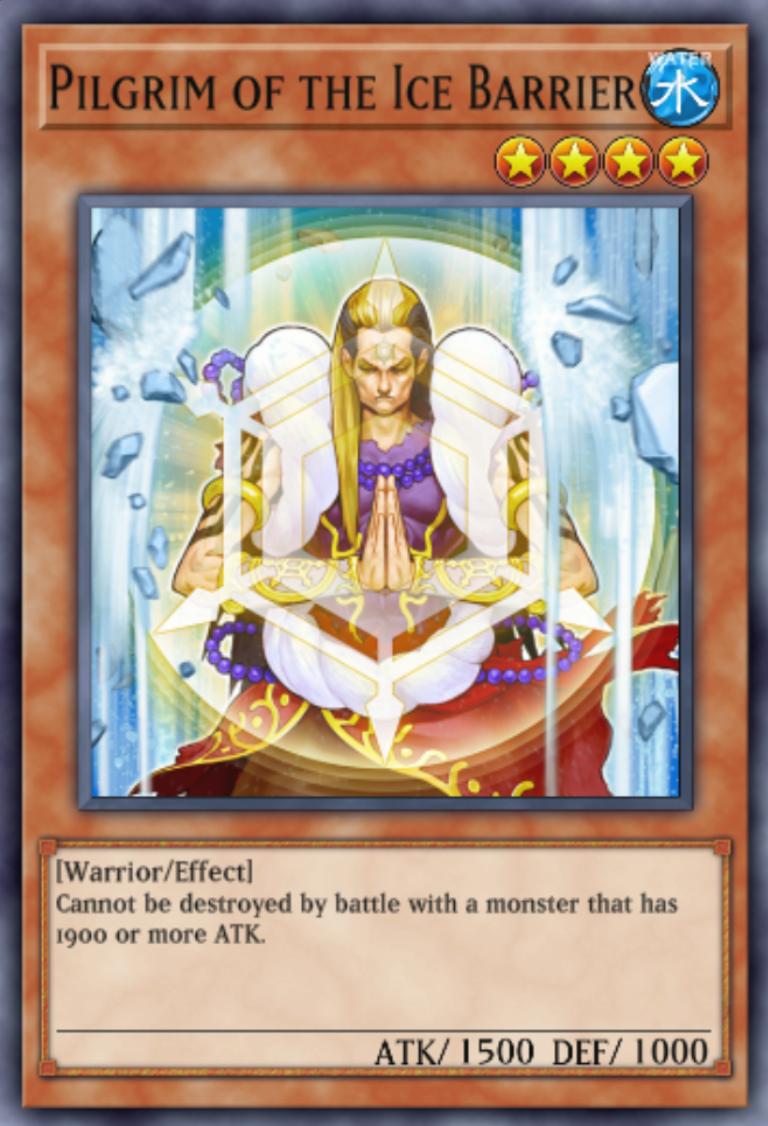 Pilgrim of the Ice Barrier
WATER
水
[Warrior/Effect]
Cannot be destroyed by battle with a monster that has
1900 or more ATK.
ATK/ 1500 DEF/ 1000